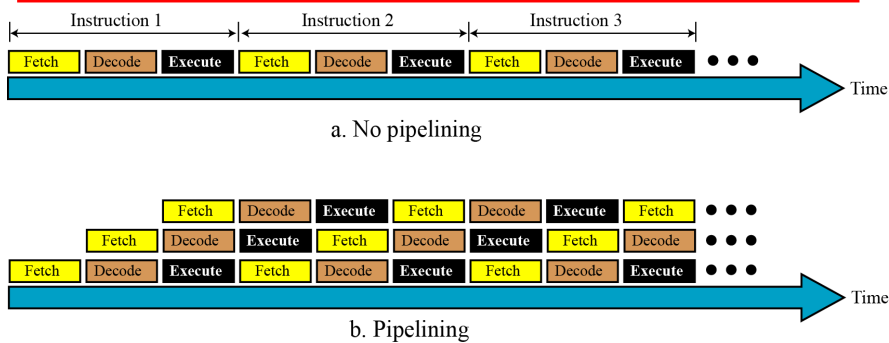 Instruction 1 Instruction 2 Instruction 3
Fetch Decode Execute Fetch Decode Execute Fetch Decode Execute
Time
a. No pipelining
Fetch Decode Execute Fetch Decode Execute Fetch
Fetch Decode Execute Fetch Decode Execute Fetch Decode
Fetch Decode Execute Fetch Decode Execute Fetch Decode Execute
Time
b. Pipelining